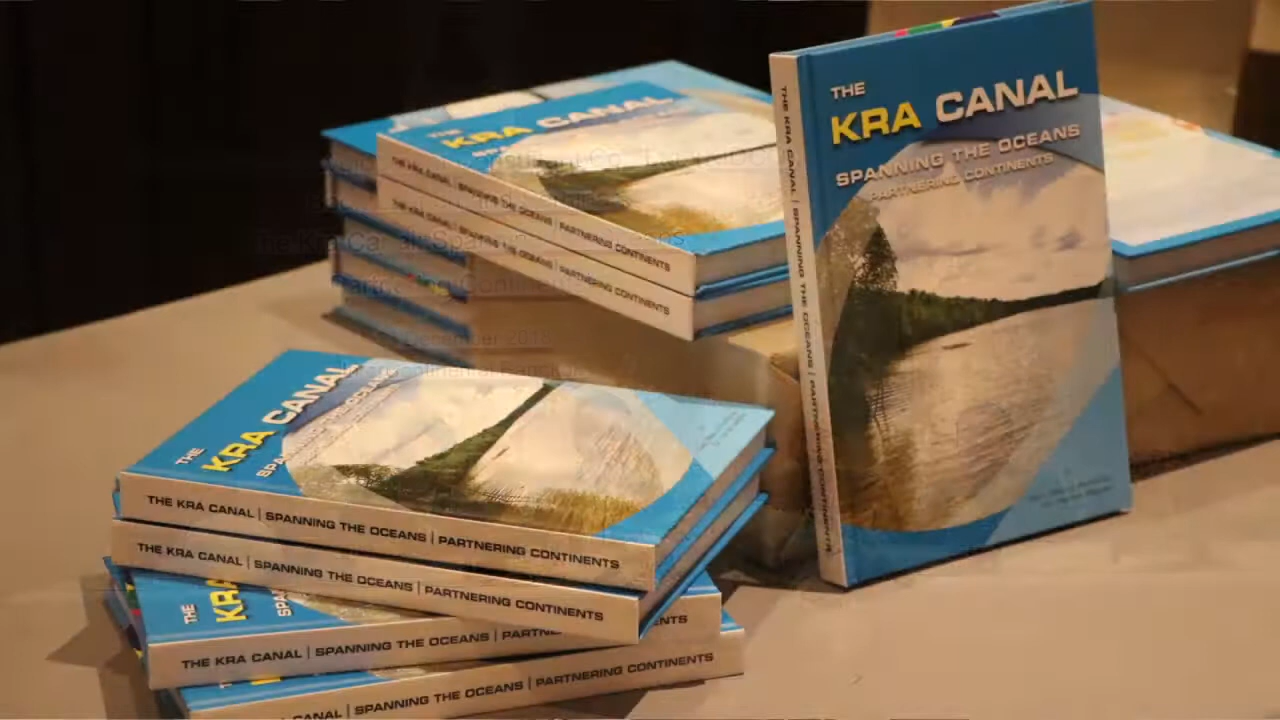 THE
KRA CANAL
SPANNING THE OCEANS
PARTNERING CONTINENTS
THE KRA CANAL | SPANNING THE OCEANS | PARTNERING CONTINENTS
THE
KRA CANAL
THE KRA CANAL | SPANNING THE OCEANS | PARTNERING CONTINENTS
THE KRA CANAL | SPANNING THE OCEANS | PARTNERING CONTINENTS
The Kra Canal: Spanning
Partnering Continents
December 2018
THE
KRA CANAL
THE KRA CANAL | SPANNING THE OCEANS | PARTNERING CONTINENTS
THE KRA CANAL | SPANNING THE OCEANS | PARTNERING CONTINENTS
THE
KRA
THE KRA CANAL | SPANNING THE OCEANS |
CANAL | SPANNING THE OCEANS | PARTNERING CONTINENTS